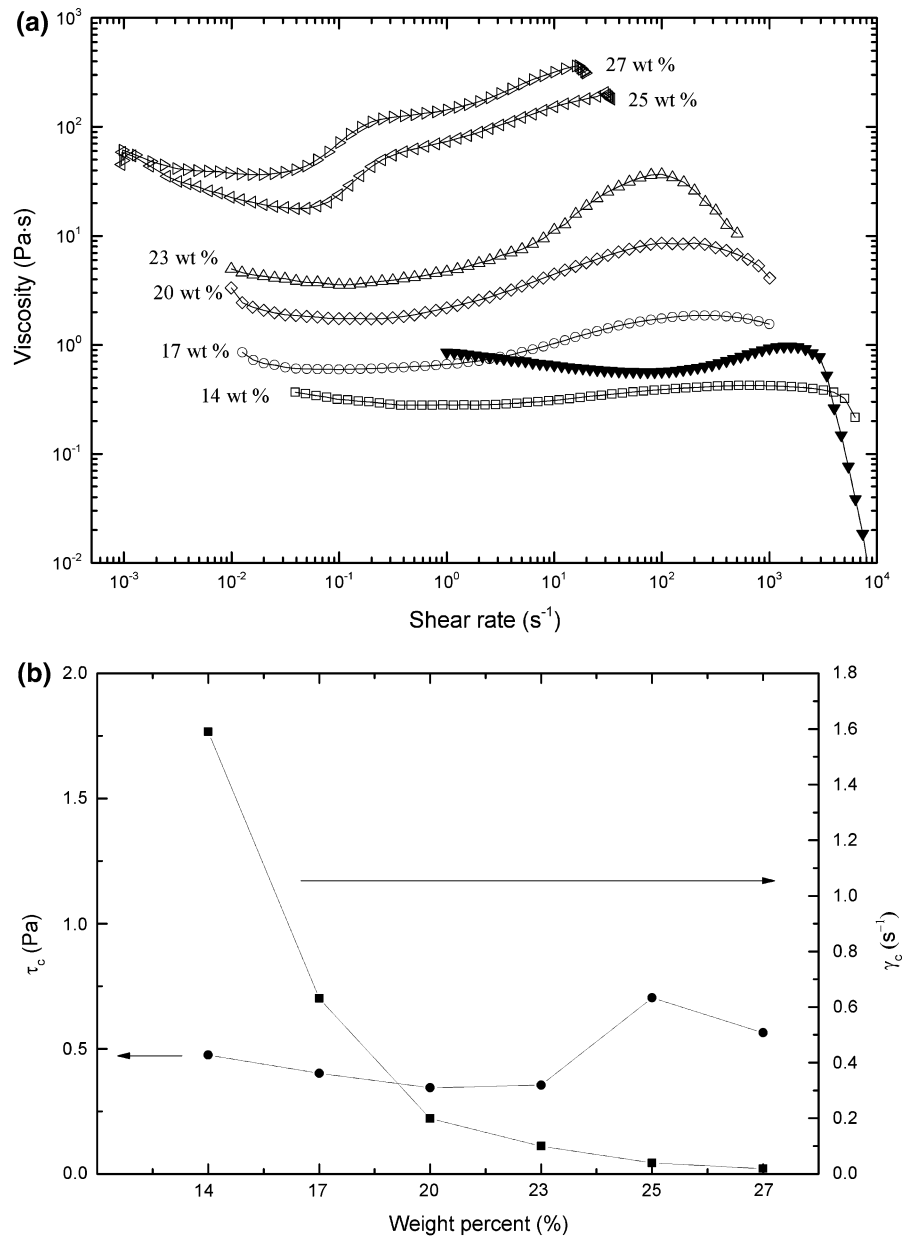 (a)
10³
10²
10¹
10⁰
10⁻¹
10⁻²
Viscosity (Pa·s)
27 wt %
25 wt %
23 wt %
20 wt %
17 wt %
14 wt %
10⁻³ 10⁻² 10⁻¹ 10⁰ 10¹ 10² 10³ 10⁴
Shear rate (s⁻¹)
(b)
2.0
1.5
1.0
0.5
0.0
τc (Pa)
1.8
1.6
1.4
1.2
1.0
0.8
0.6
0.4
0.2
0.0
γc (s⁻¹)
14 17 20 23 25 27
Weight percent (%)